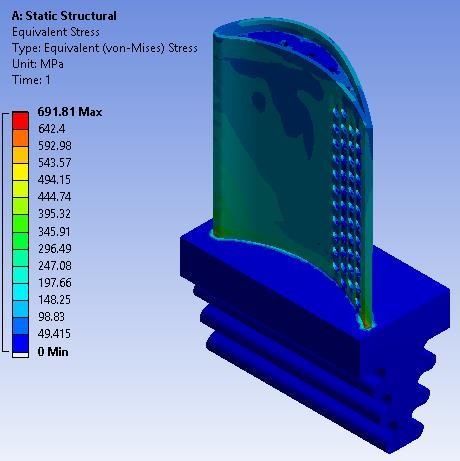 A: Static Structural
Equivalent Stress
Type: Equivalent (von-Mises) Stress
Unit: MPa
Time: 1
691.81 Max
642.4
592.98
543.57
494.15
444.74
395.32
345.91
296.49
247.08
197.66
148.25
98.83
49.415
0 Min